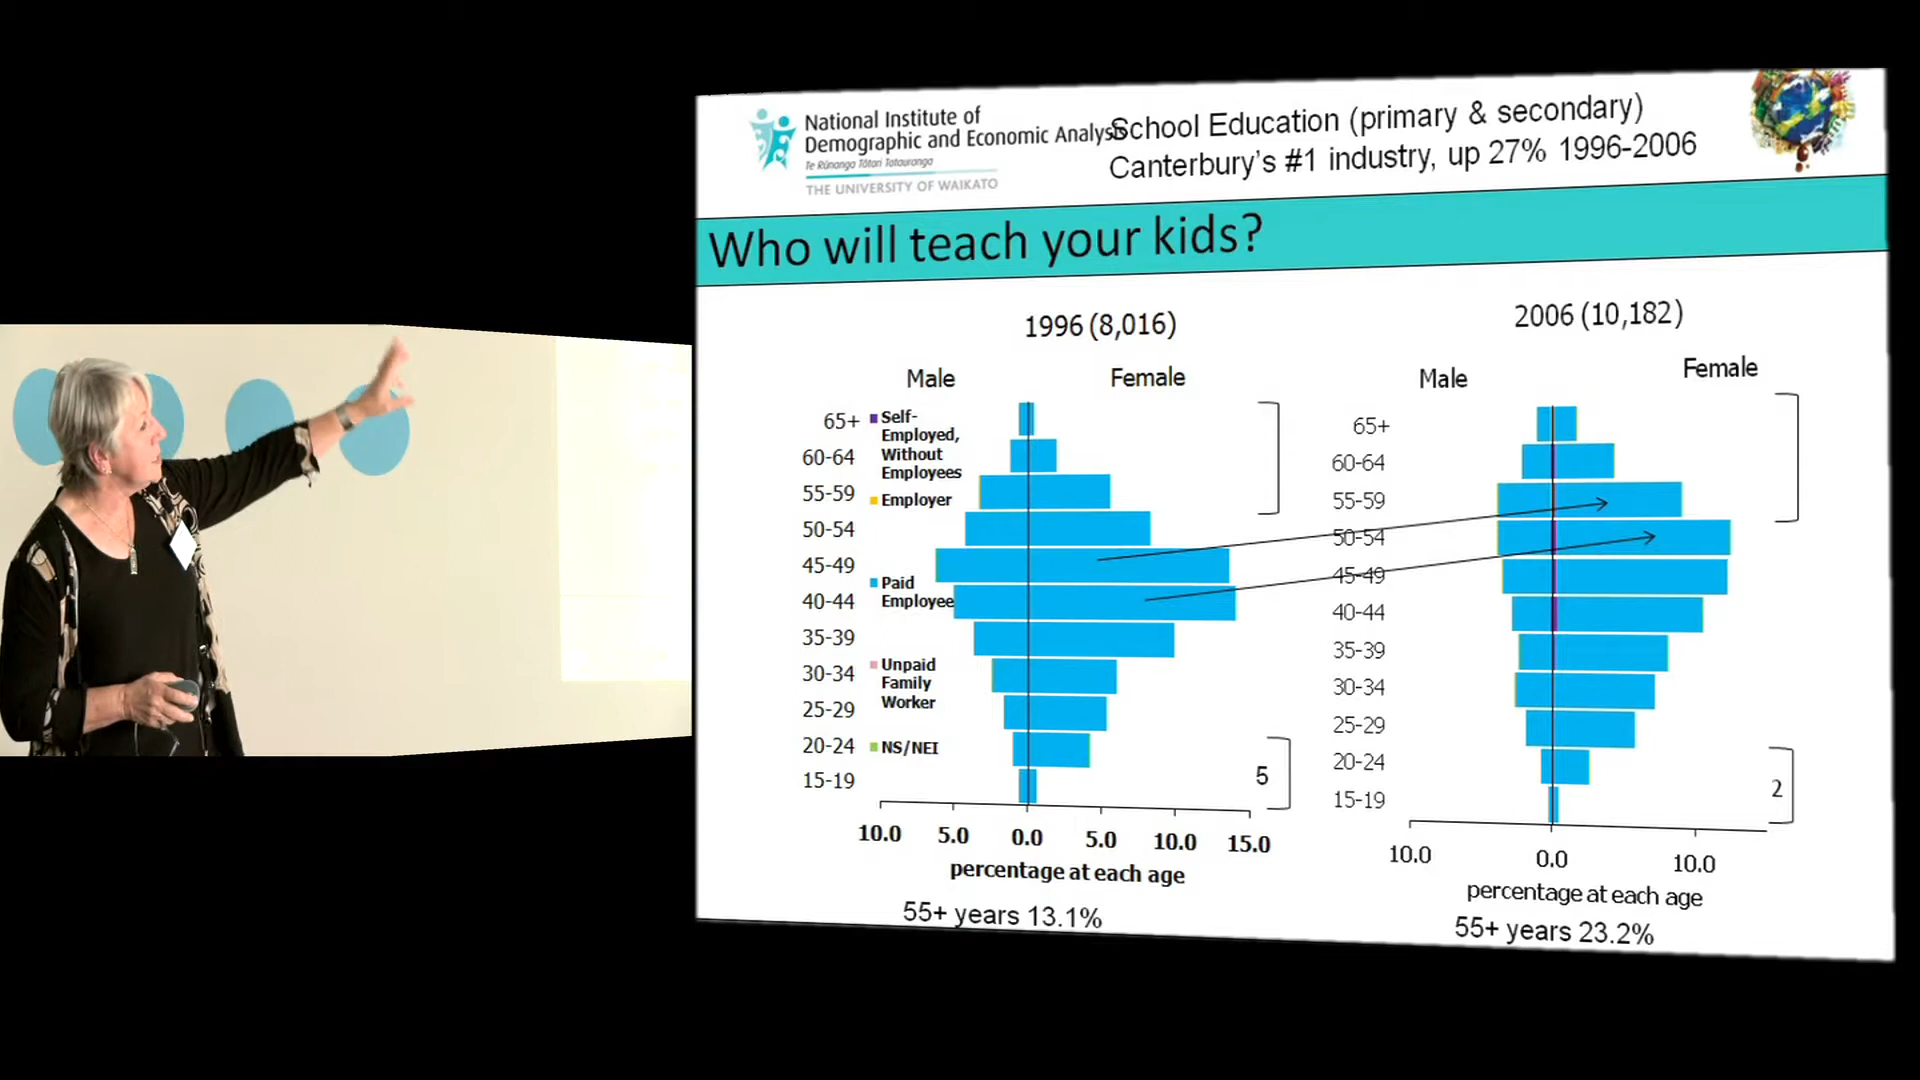 National Institute of
Demographic and Economic Analysis
Te Rūnanga Tātari Tatauranga
THE UNIVERSITY OF WAIKATO
School Education (primary & secondary)
Canterbury's #1 industry, up 27% 1996-2006
Who will teach your kids?
1996 (8,016)
Male
Female
65+
60-64
55-59
50-54
45-49
40-44
35-39
30-34
25-29
20-24
15-19
Self-
Employed,
Without
Employees
Employer
Paid
Employee
Unpaid
Family
Worker
NS/NEI
5
10.0 5.0 0.0 5.0 10.0 15.0
percentage at each age
55+ years 13.1%
2006 (10,182)
Male
Female
65+
60-64
55-59
50-54
45-49
40-44
35-39
30-34
25-29
20-24
15-19
2
10.0 0.0 10.0
percentage at each age
55+ years 23.2%